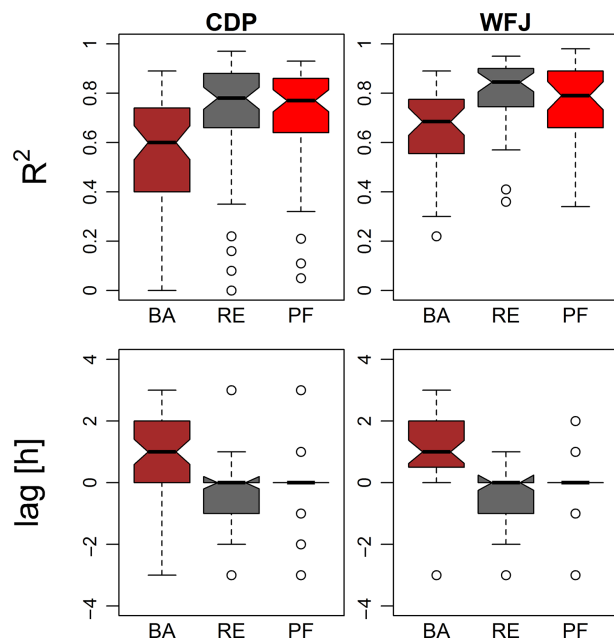 CDP WFJ
R²
0 0.2 0.4 0.6 0.8 1
0 0.2 0.4 0.6 0.8 1
BA RE PF BA RE PF
lag [h]
−4 −2 0 2 4
−4 −2 0 2 4
BA RE PF BA RE PF